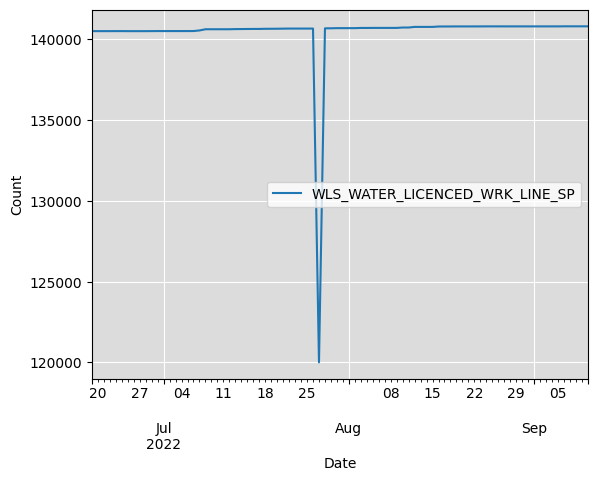 140000
135000
130000
125000
120000
Count
WLS_WATER_LICENCED_WRK_LINE_SP
20 27 04 11 18 25 08 15 22 29 05
Jul Aug Sep
2022
Date